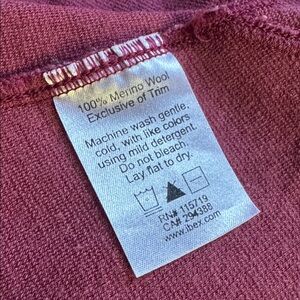 100% Merino Wool
Exclusive of Trim
Machine wash gentle,
cold, with like colors
using mild detergent.
Do not bleach.
Lay flat to dry.
RN# 115719
CA# 294388
www.ibex.com